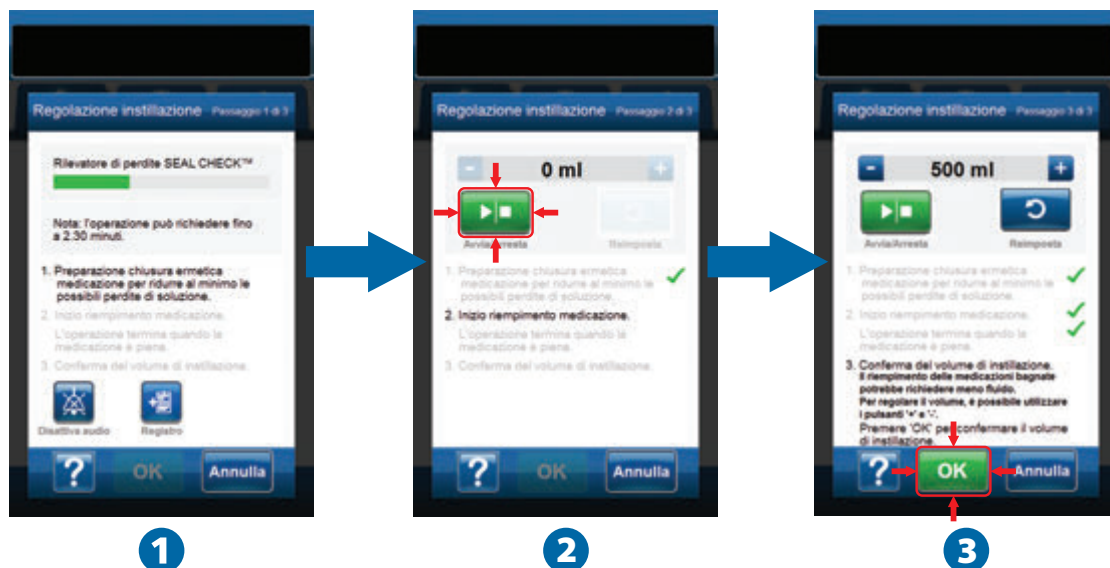 Regolazione instillazione Passaggio 1 di 3
Rilevatore di perdite SEAL CHECK™
Nota: l'operazione può richiedere fino
a 2:30 minuti.
1. Preparazione chiusura ermetica
medicazione per ridurre al minimo le
possibili perdite di soluzione.
2. Inizio riempimento medicazione.
L'operazione termina quando la
medicazione è piena.
3. Conferma del volume di instillazione.
Disattiva audio Registro
? OK Annulla
1
Regolazione instillazione Passaggio 2 di 3
- 0 ml +
Avvia/Arresta Reimposta
1. Preparazione chiusura ermetica
medicazione per ridurre al minimo le
possibili perdite di soluzione.
2. Inizio riempimento medicazione.
L'operazione termina quando la
medicazione è piena.
3. Conferma del volume di instillazione.
? OK Annulla
2
Regolazione instillazione Passaggio 3 di 3
- 500 ml +
Avvia/Arresta Reimposta
1. Preparazione chiusura ermetica
medicazione per ridurre al minimo le
possibili perdite di soluzione.
2. Inizio riempimento medicazione.
L'operazione termina quando la
medicazione è piena.
3. Conferma del volume di instillazione.
Il riempimento delle medicazioni bagnate
potrebbe richiedere meno fluido.
Per regolare il volume, è possibile utilizzare
i pulsanti '+' e '-'.
Premere 'OK' per confermare il volume
di instillazione.
? OK Annulla
3